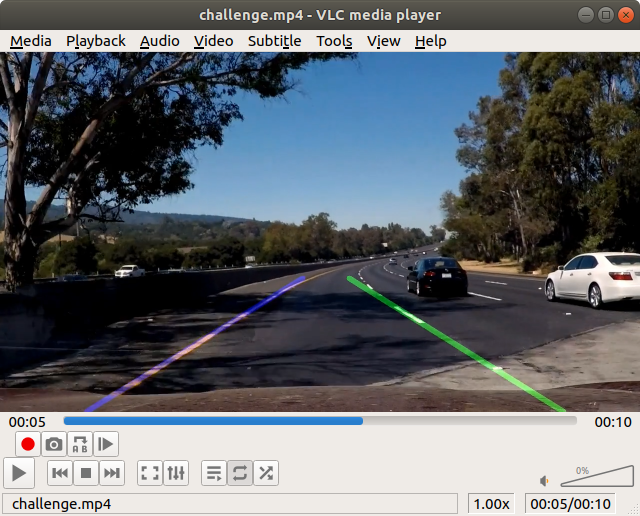 challenge.mp4 - VLC media player
Media Playback Audio Video Subtitle Tools View Help
00:05 00:10
A B
0%
challenge.mp4 1.00x 00:05/00:10